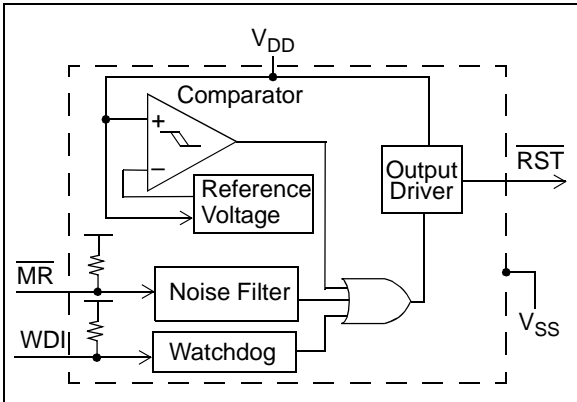 VDD
Comparator
+
−
Reference
Voltage
Output
Driver
RST
MR
Noise Filter
WDI
Watchdog
VSS